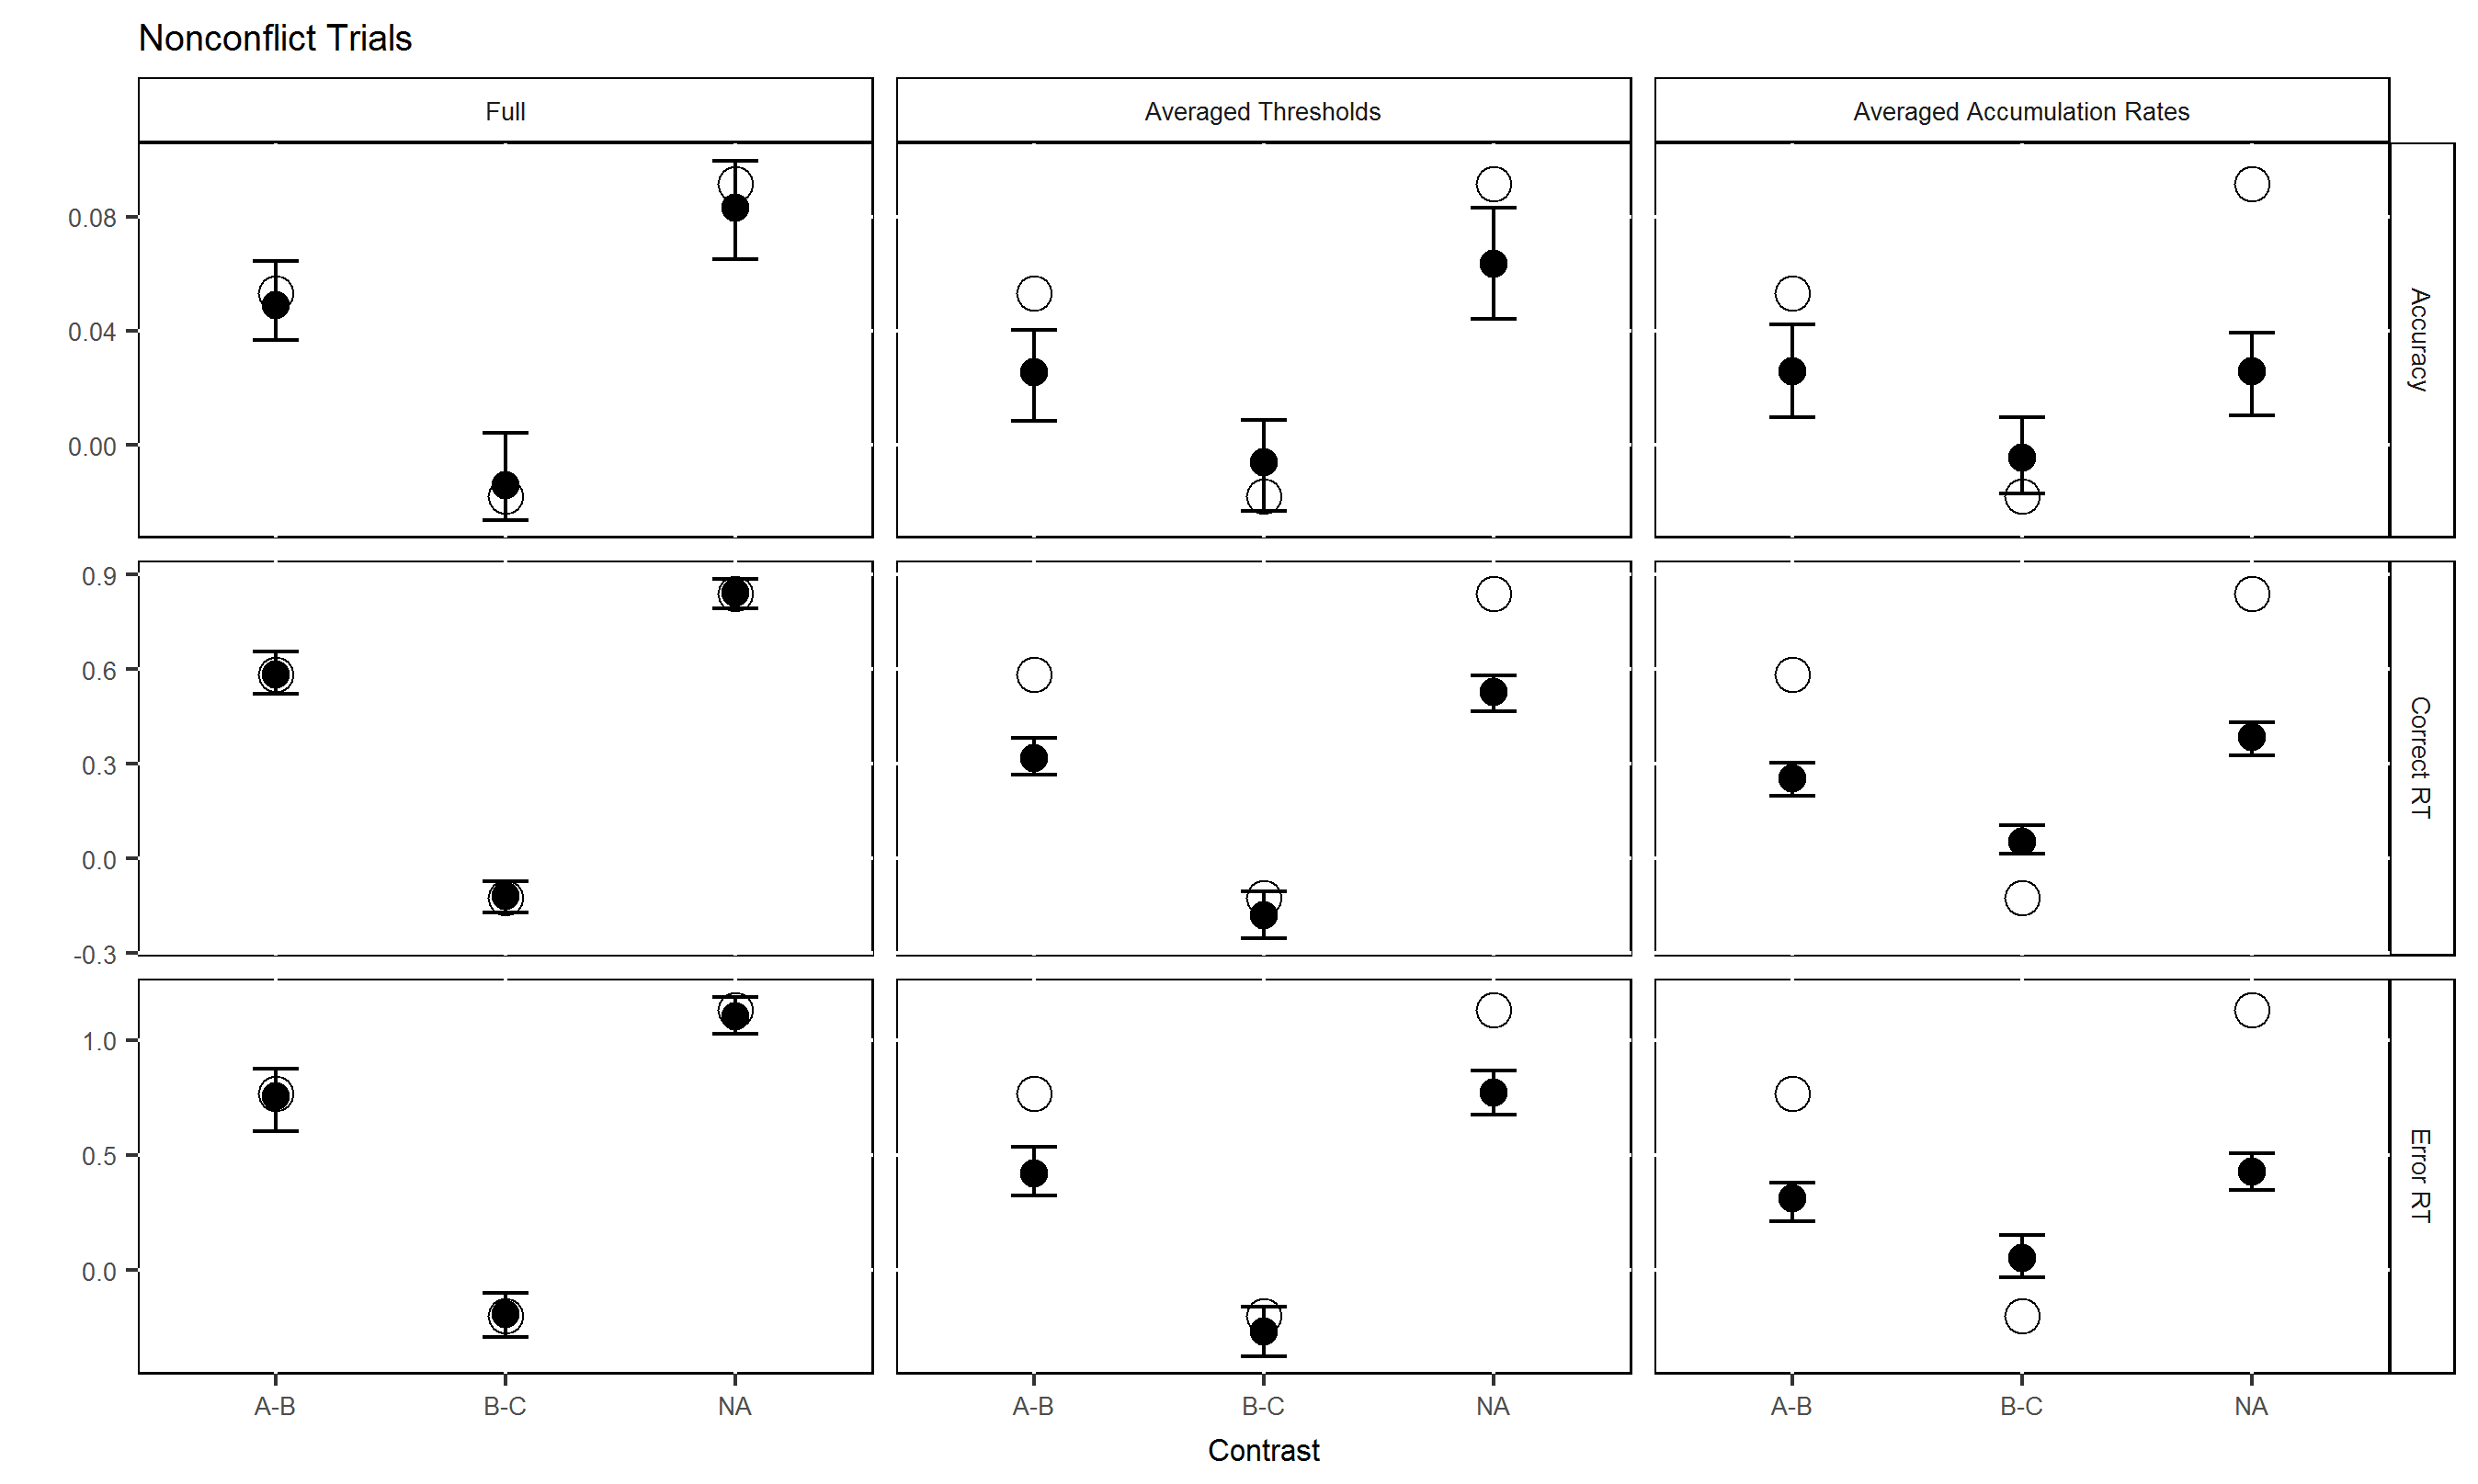 Nonconflict Trials
Full
Averaged Thresholds
Averaged Accumulation Rates
0.08
0.04
0.00
Accuracy
0.9
0.6
0.3
0.0
-0.3
Correct RT
1.0
0.5
0.0
Error RT
A-B B-C NA A-B B-C NA A-B B-C NA
Contrast